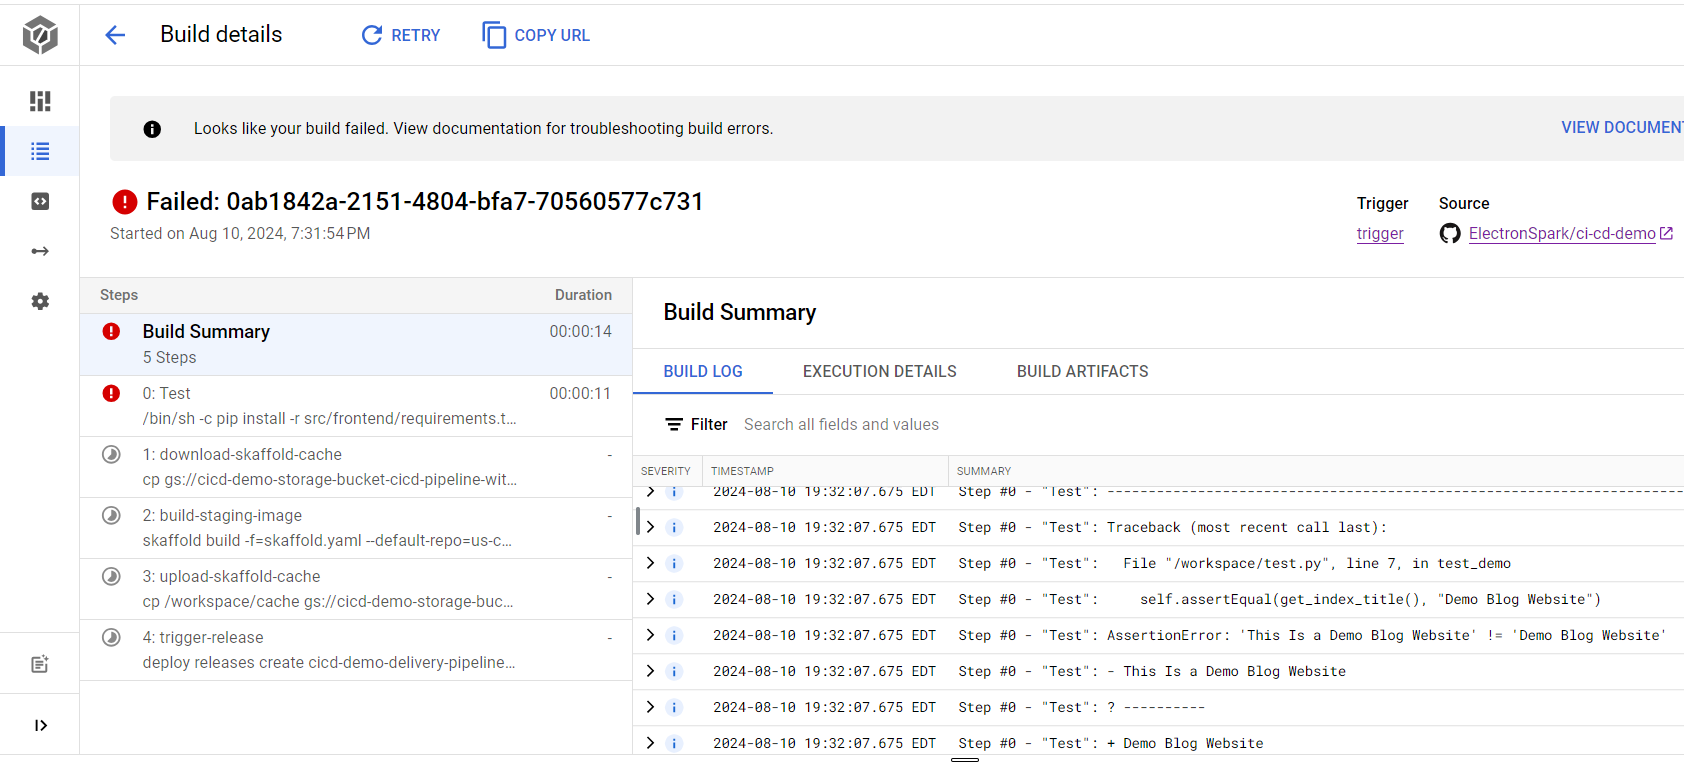 Build details
RETRY
COPY URL
Looks like your build failed. View documentation for troubleshooting build errors.
VIEW DOCUMENT
Failed: 0ab1842a-2151-4804-bfa7-70560577c731
Started on Aug 10, 2024, 7:31:54 PM
Trigger
Source
trigger
ElectronSpark/ci-cd-demo
Steps
Duration
Build Summary
00:00:14
5 Steps
0: Test
00:00:11
/bin/sh -c pip install -r src/frontend/requirements.t...
1: download-skaffold-cache
-
cp gs://cicd-demo-storage-bucket-cicd-pipeline-wit...
2: build-staging-image
-
skaffold build -f=skaffold.yaml --default-repo=us-c...
3: upload-skaffold-cache
-
cp /workspace/cache gs://cicd-demo-storage-buc...
4: trigger-release
-
deploy releases create cicd-demo-delivery-pipeline...
Build Summary
BUILD LOG
EXECUTION DETAILS
BUILD ARTIFACTS
Filter
Search all fields and values
SEVERITY
TIMESTAMP
SUMMARY
2024-08-10 19:32:07.675 EDT Step #0 - "Test": ----------------------------------------------------------------------
2024-08-10 19:32:07.675 EDT Step #0 - "Test": Traceback (most recent call last):
2024-08-10 19:32:07.675 EDT Step #0 - "Test":   File "/workspace/test.py", line 7, in test_demo
2024-08-10 19:32:07.675 EDT Step #0 - "Test":     self.assertEqual(get_index_title(), "Demo Blog Website")
2024-08-10 19:32:07.675 EDT Step #0 - "Test": AssertionError: 'This Is a Demo Blog Website' != 'Demo Blog Website'
2024-08-10 19:32:07.675 EDT Step #0 - "Test": - This Is a Demo Blog Website
2024-08-10 19:32:07.675 EDT Step #0 - "Test": ? ----------
2024-08-10 19:32:07.675 EDT Step #0 - "Test": + Demo Blog Website